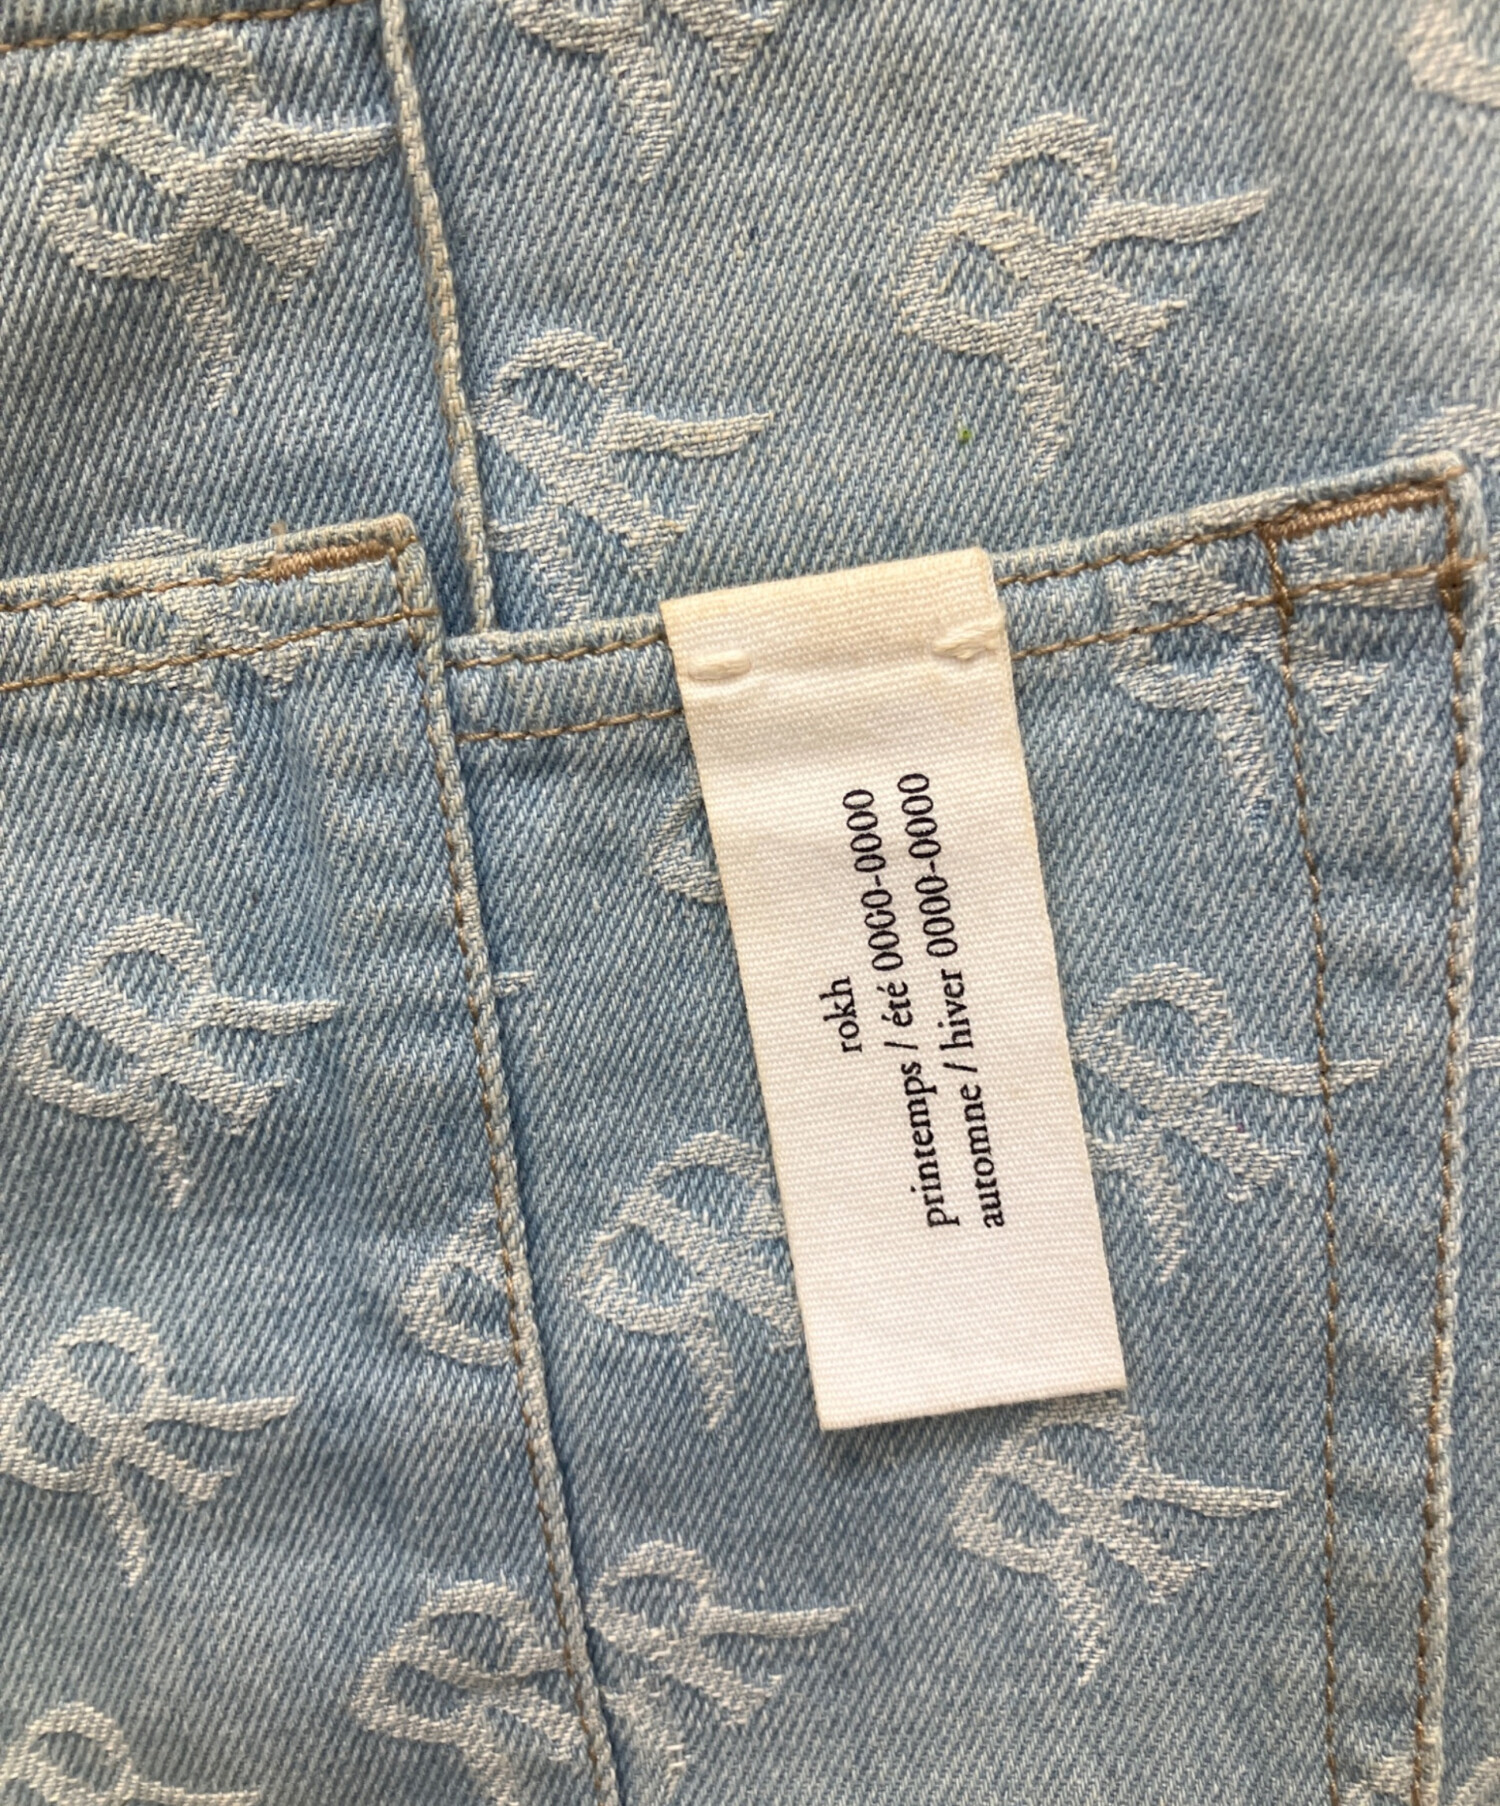 rokh
printemps / été 0000-0000
automne / hiver 0000-0000